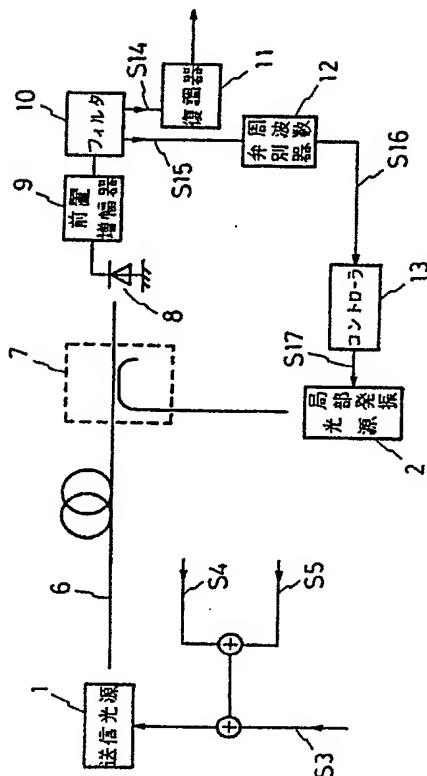 1
送信光源
6
7
8
9
前置
増幅器
10
フィルタ
S14
復調器
11
S15
周波数
弁別器
12
S16
コントローラ
13
S17
局部発振
光源
2
S4
S5
S3